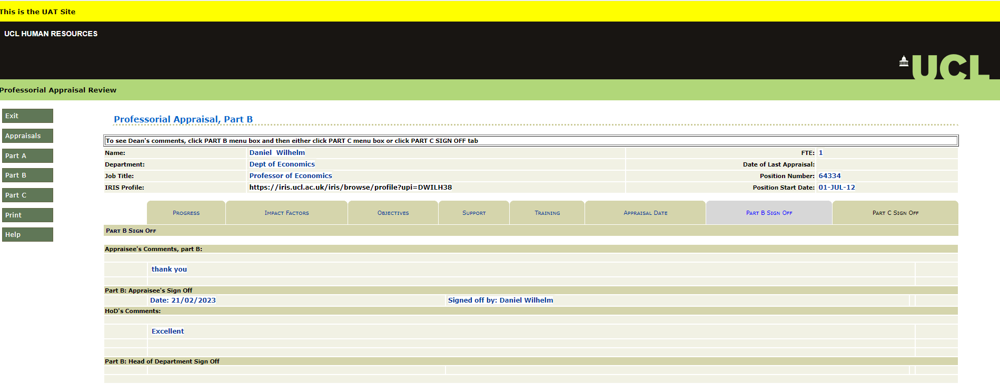 This is the UAT Site
UCL HUMAN RESOURCES
UCL
Professorial Appraisal Review
Exit
Appraisals
Part A
Part B
Part C
Print
Help
Professorial Appraisal, Part B
To see Dean's comments, click PART B menu box and then either click PART C menu box or click PART C SIGN OFF tab
Name: Daniel Wilhelm FTE: 1
Department: Dept of Economics Date of Last Appraisal:
Job Title: Professor of Economics Position Number: 64334
IRIS Profile: https://iris.ucl.ac.uk/iris/browse/profile?upi=DWILH38 Position Start Date: 01-JUL-12
Progress Impact Factors Objectives Support Training Appraisal Date Part B Sign Off Part C Sign Off
Part B Sign Off
Appraisee's Comments, part B:
thank you
Part B: Appraisee's Sign Off
Date: 21/02/2023 Signed off by: Daniel Wilhelm
HoD's Comments:
Excellent
Part B: Head of Department Sign Off